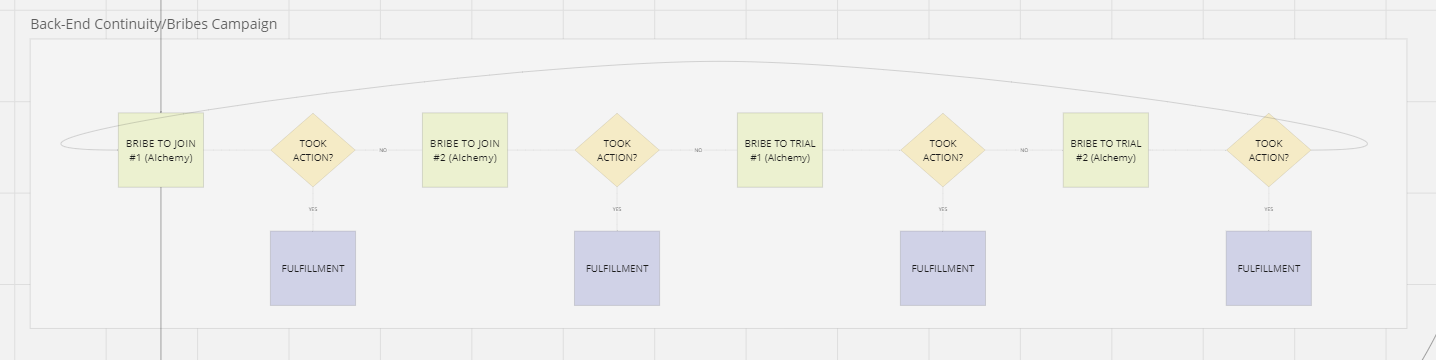 Back-End Continuity/Bribes Campaign
BRIBE TO JOIN
#1 (Alchemy)
TOOK
ACTION?
NO
BRIBE TO JOIN
#2 (Alchemy)
TOOK
ACTION?
NO
BRIBE TO TRIAL
#1 (Alchemy)
TOOK
ACTION?
NO
BRIBE TO TRIAL
#2 (Alchemy)
TOOK
ACTION?
YES
YES
YES
YES
FULFILLMENT
FULFILLMENT
FULFILLMENT
FULFILLMENT